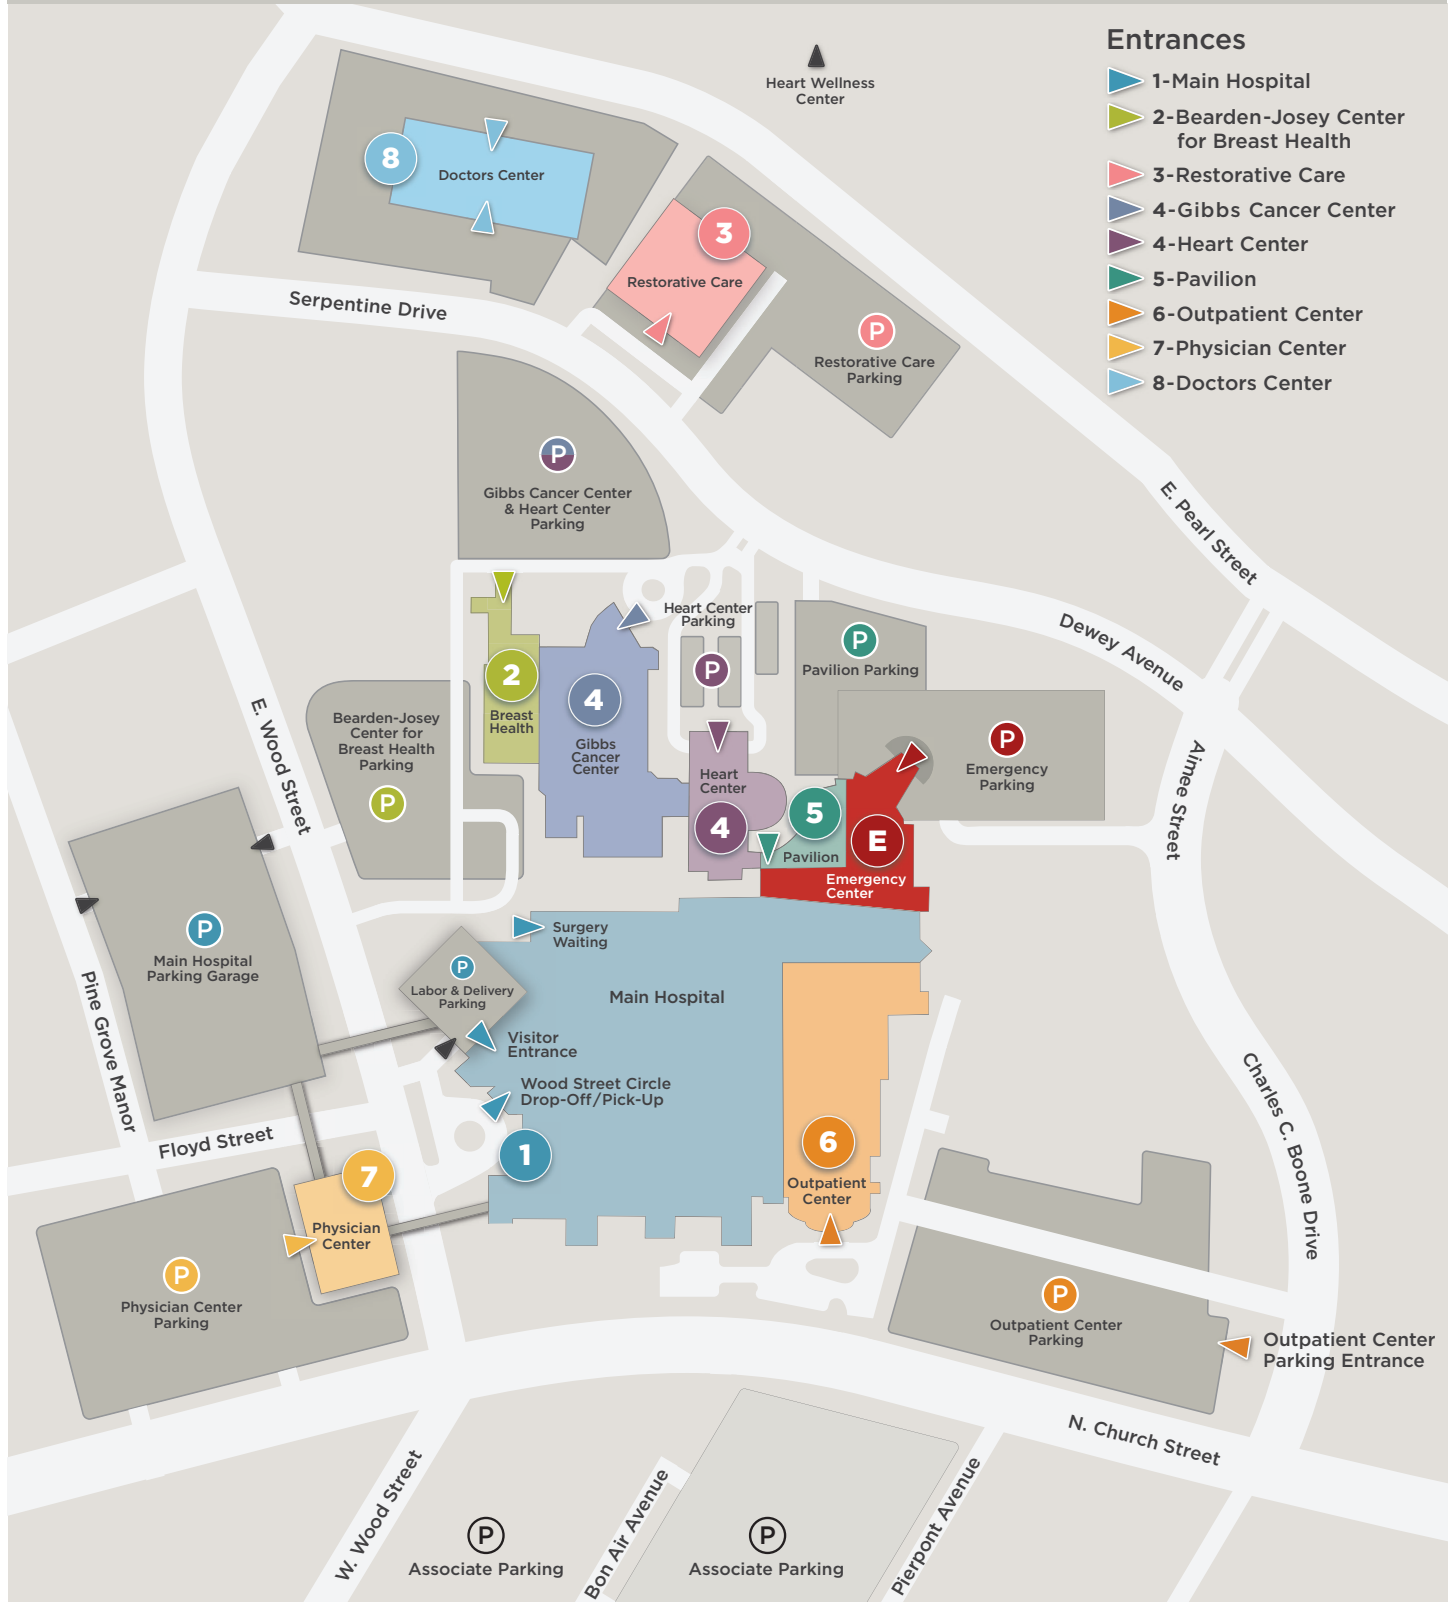 Entrances
1-Main Hospital
2-Bearden-Josey Center
for Breast Health
3-Restorative Care
4-Gibbs Cancer Center
4-Heart Center
5-Pavilion
6-Outpatient Center
7-Physician Center
8-Doctors Center
Heart Wellness
Center
8
Doctors Center
3
Restorative Care
Serpentine Drive
P
Restorative Care
Parking
P
Gibbs Cancer Center
& Heart Center
Parking
E. Pearl Street
Heart Center
Parking
P
P
Pavilion Parking
Dewey Avenue
2
Breast
Health
4
Gibbs
Cancer
Center
Bearden-Josey
Center for
Breast Health
Parking
P
E. Wood Street
P
Emergency
Parking
Aimee Street
Heart
Center
4
5
Pavilion
E
Emergency
Center
P
Main Hospital
Parking Garage
Surgery
Waiting
P
Labor & Delivery
Parking
Main Hospital
Visitor
Entrance
Wood Street Circle
Drop-Off/Pick-Up
Pine Grove Manor
Charles C. Boone Drive
Floyd Street
1
6
Outpatient
Center
7
Physician
Center
P
Physician Center
Parking
P
Outpatient Center
Parking
Outpatient Center
Parking Entrance
N. Church Street
W. Wood Street
P
Associate Parking
Bon Air Avenue
P
Associate Parking
Pierpont Avenue